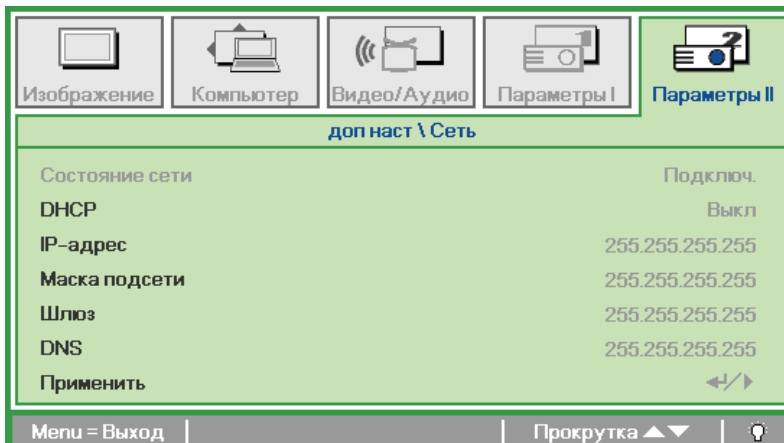 Изображение Компьютер Видео/Аудио Параметры I Параметры II
доп наст \ Сеть
Состояние сети Подключ.
DHCP Выкл
IP-адрес 255.255.255.255
Маска подсети 255.255.255.255
Шлюз 255.255.255.255
DNS 255.255.255.255
Применить
Menu = Выход Прокрутка ▲▼